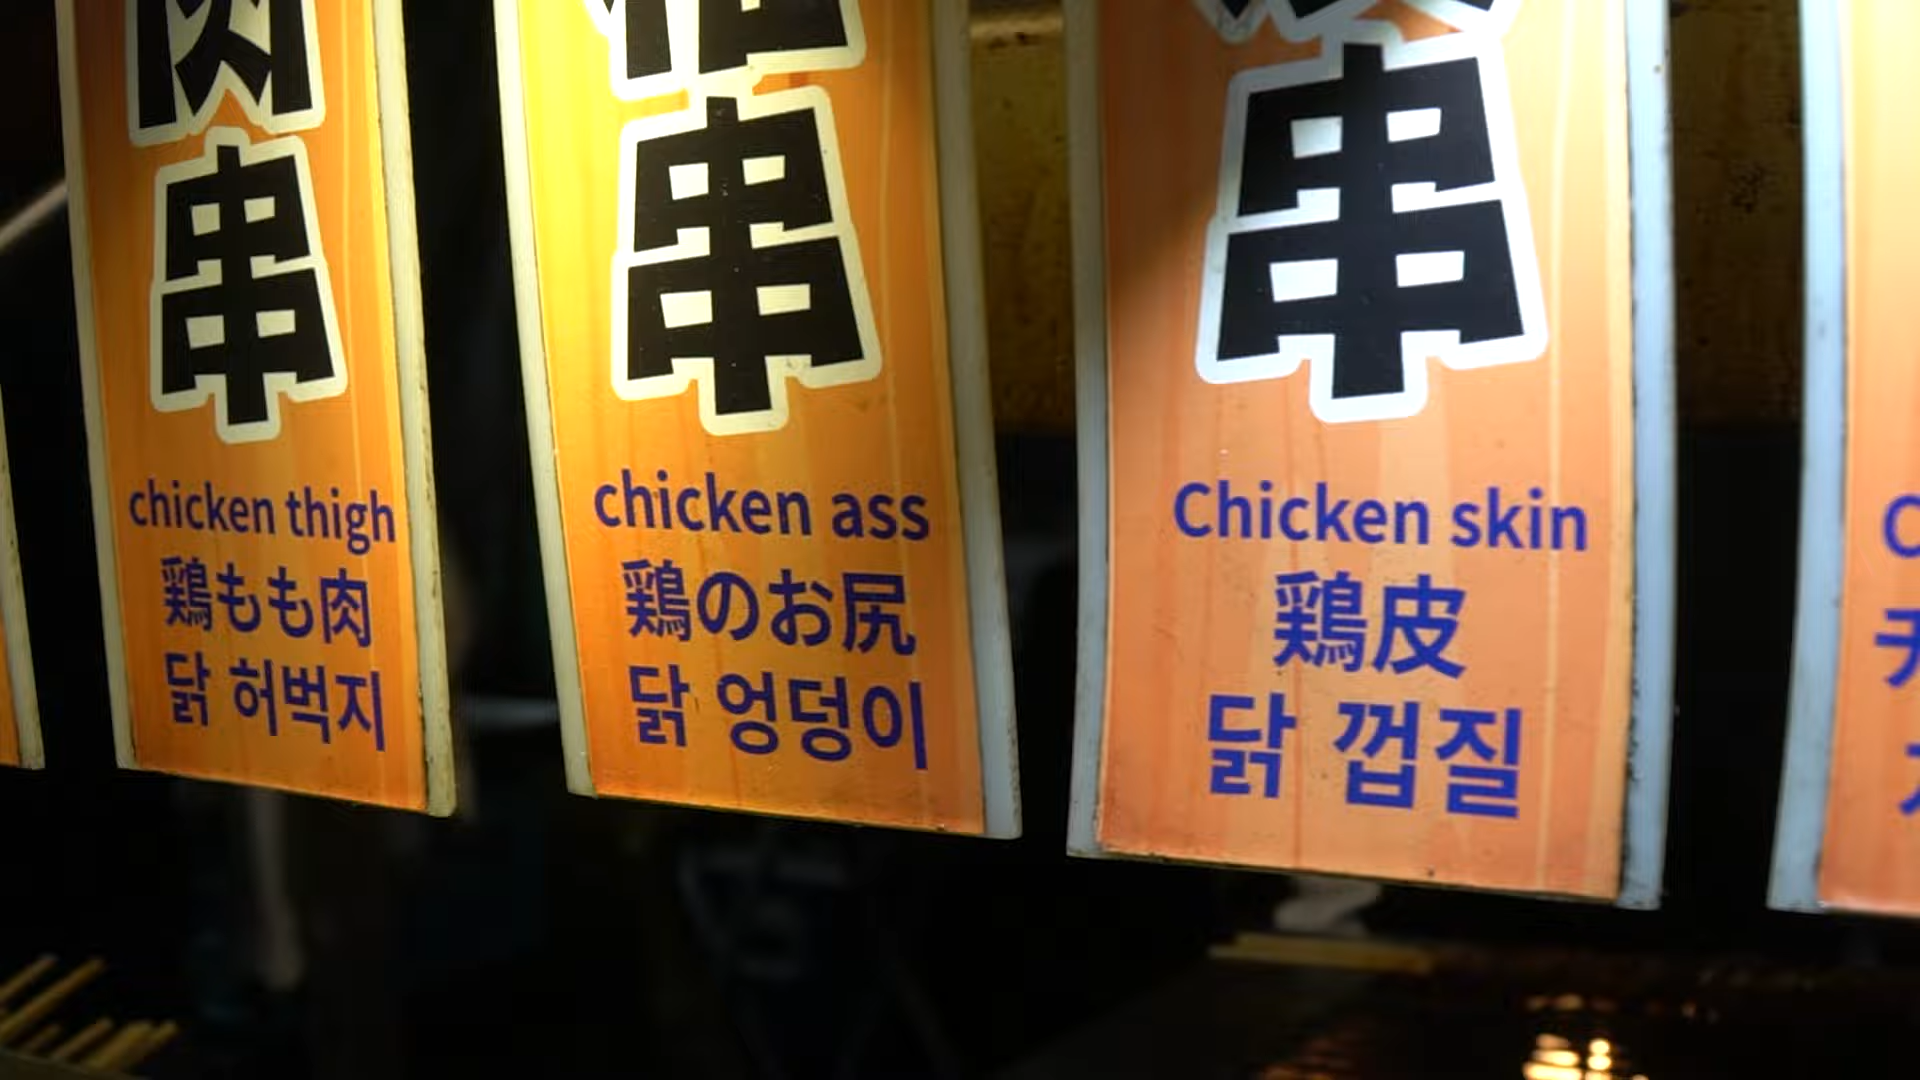 肉
串
chicken thigh
鶏もも肉
닭 허벅지
串
chicken ass
鶏のお尻
닭 엉덩이
串
Chicken skin
鶏皮
닭 껍질